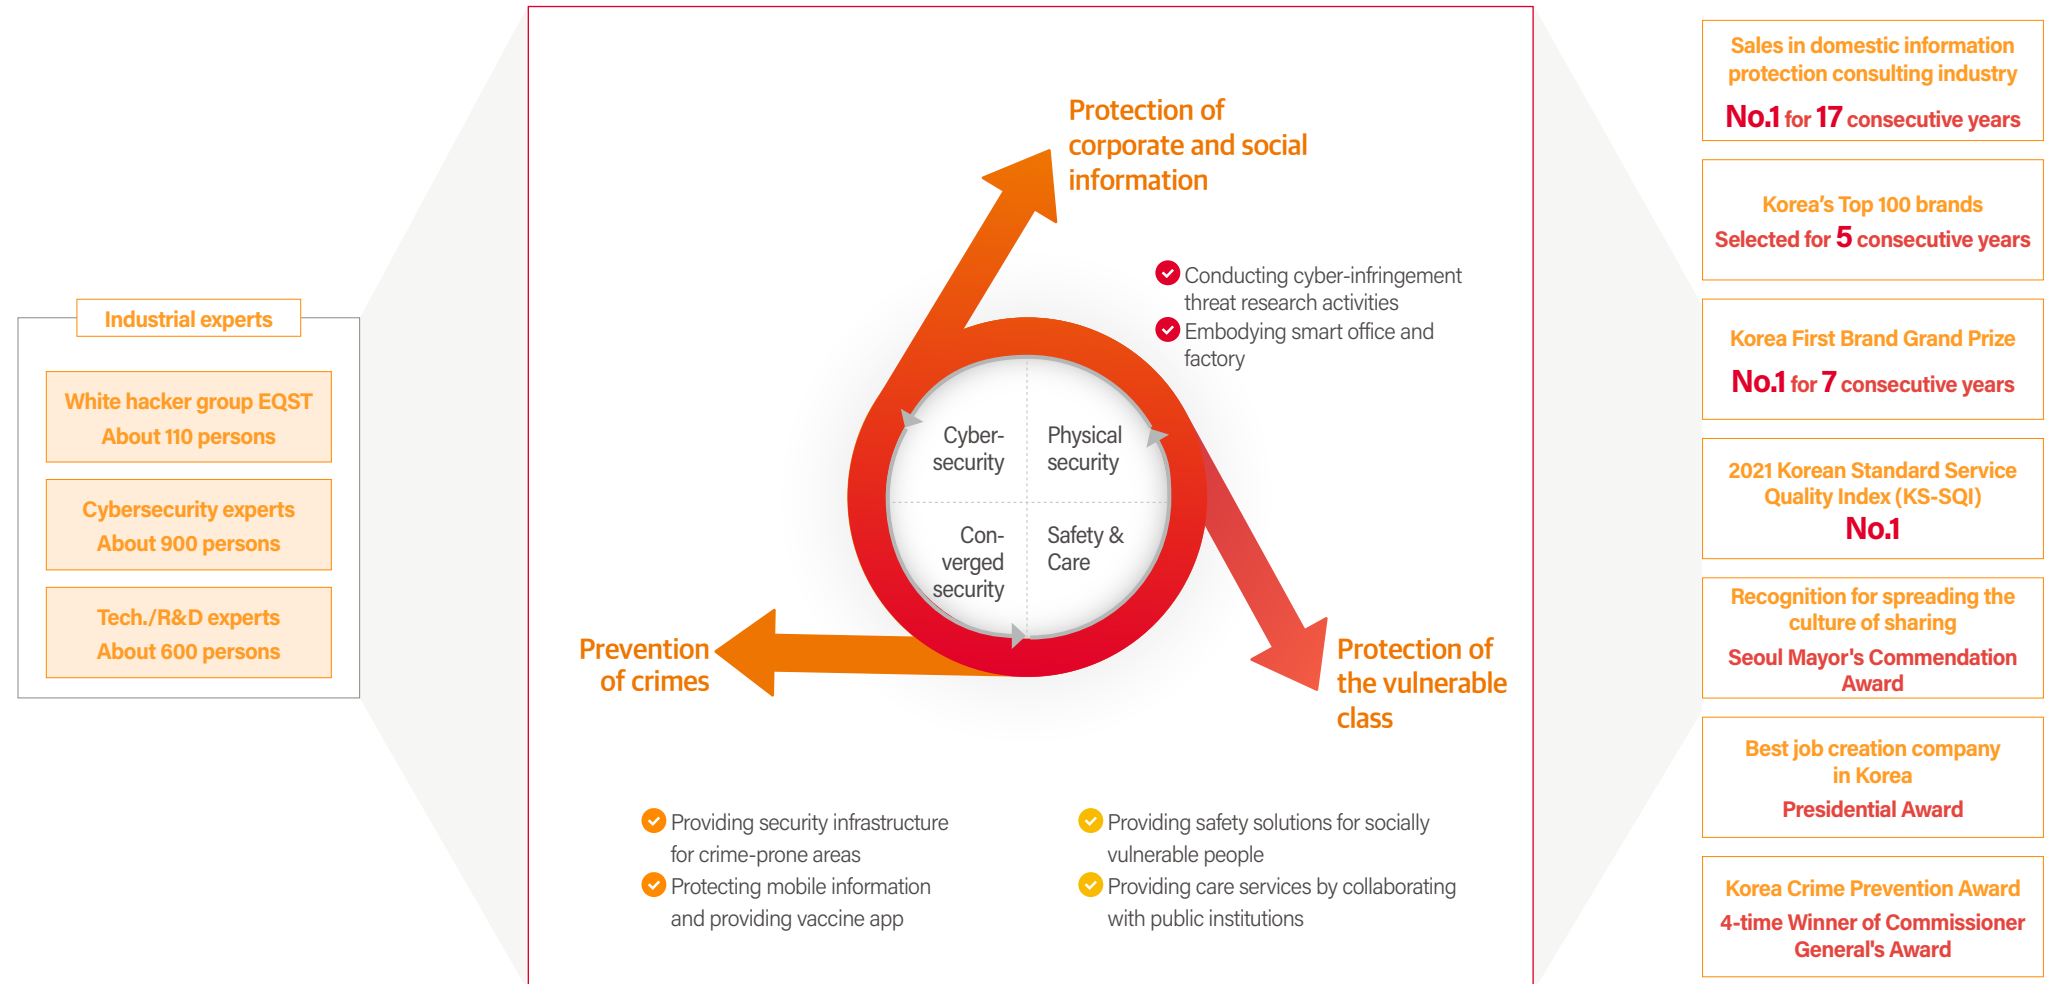 Industrial experts
White hacker group EQST
About 110 persons
Cybersecurity experts
About 900 persons
Tech./R&D experts
About 600 persons
Protection of
corporate and social
information
Conducting cyber-infringement
threat research activities
Embodying smart office and
factory
Cyber-
security
Physical
security
Con-
verged
security
Safety &
Care
Prevention
of crimes
Protection of
the vulnerable
class
Providing security infrastructure
for crime-prone areas
Protecting mobile information
and providing vaccine app
Providing safety solutions for socially
vulnerable people
Providing care services by collaborating
with public institutions
Sales in domestic information
protection consulting industry
No.1 for 17 consecutive years
Korea's Top 100 brands
Selected for 5 consecutive years
Korea First Brand Grand Prize
No.1 for 7 consecutive years
2021 Korean Standard Service
Quality Index (KS-SQI)
No.1
Recognition for spreading the
culture of sharing
Seoul Mayor's Commendation
Award
Best job creation company
in Korea
Presidential Award
Korea Crime Prevention Award
4-time Winner of Commissioner
General's Award